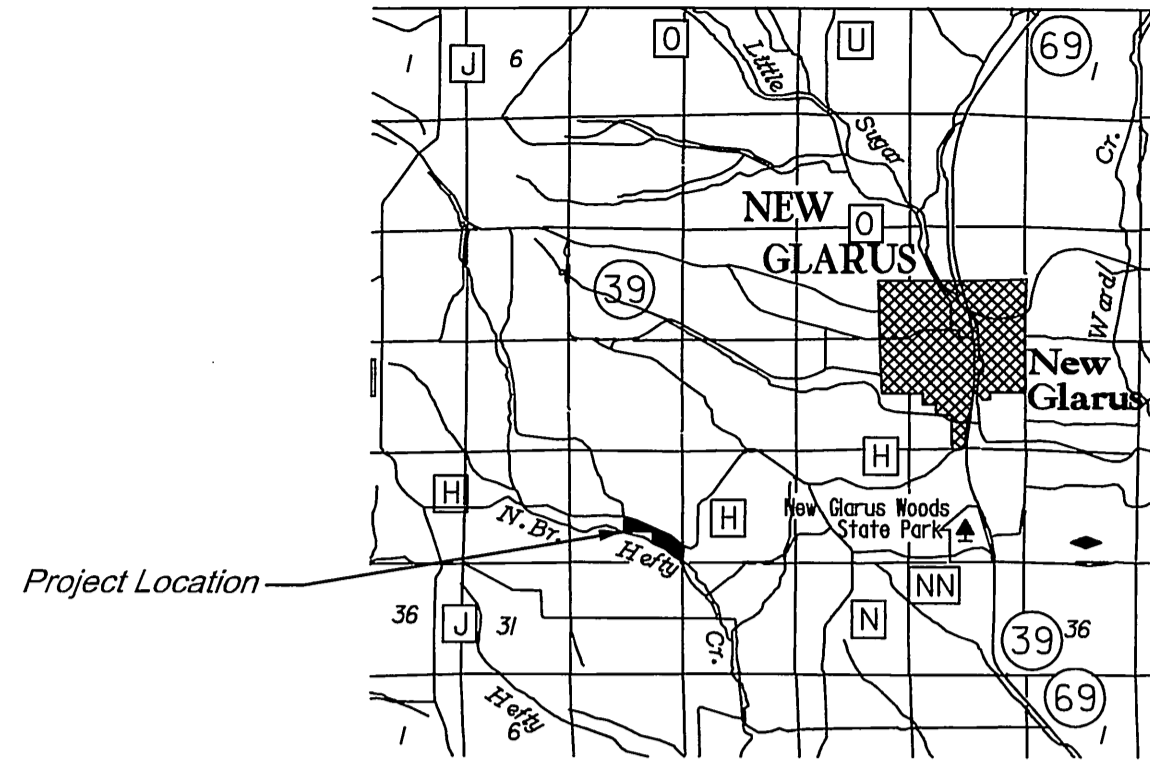 1
J
6
O
Little
U
69
1
Sugar
Cr.
NEW
GLARUS
O
39
Ward
New
Glarus
H
H
N. Br.
H
New Glarus Woods
State Park
Hefty
Project Location
NN
36
J
31
N
39
36
Cr.
69
Hefty
6
1
1